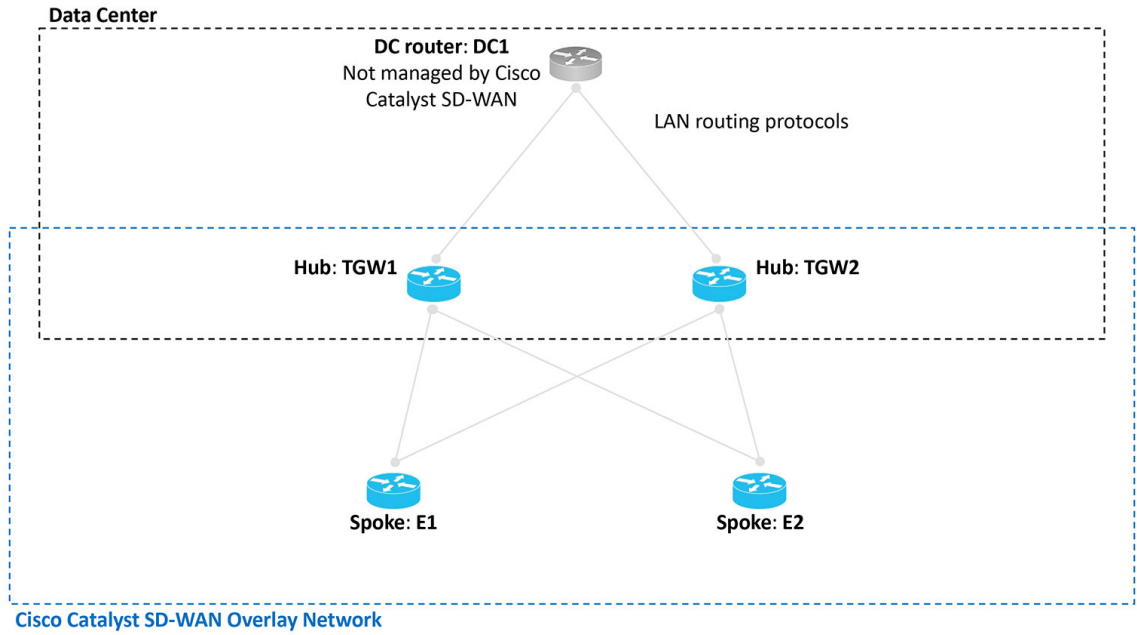 Data Center
DC router: DC1
Not managed by Cisco
Catalyst SD-WAN
LAN routing protocols
Hub: TGW1
Hub: TGW2
Spoke: E1
Spoke: E2
Cisco Catalyst SD-WAN Overlay Network